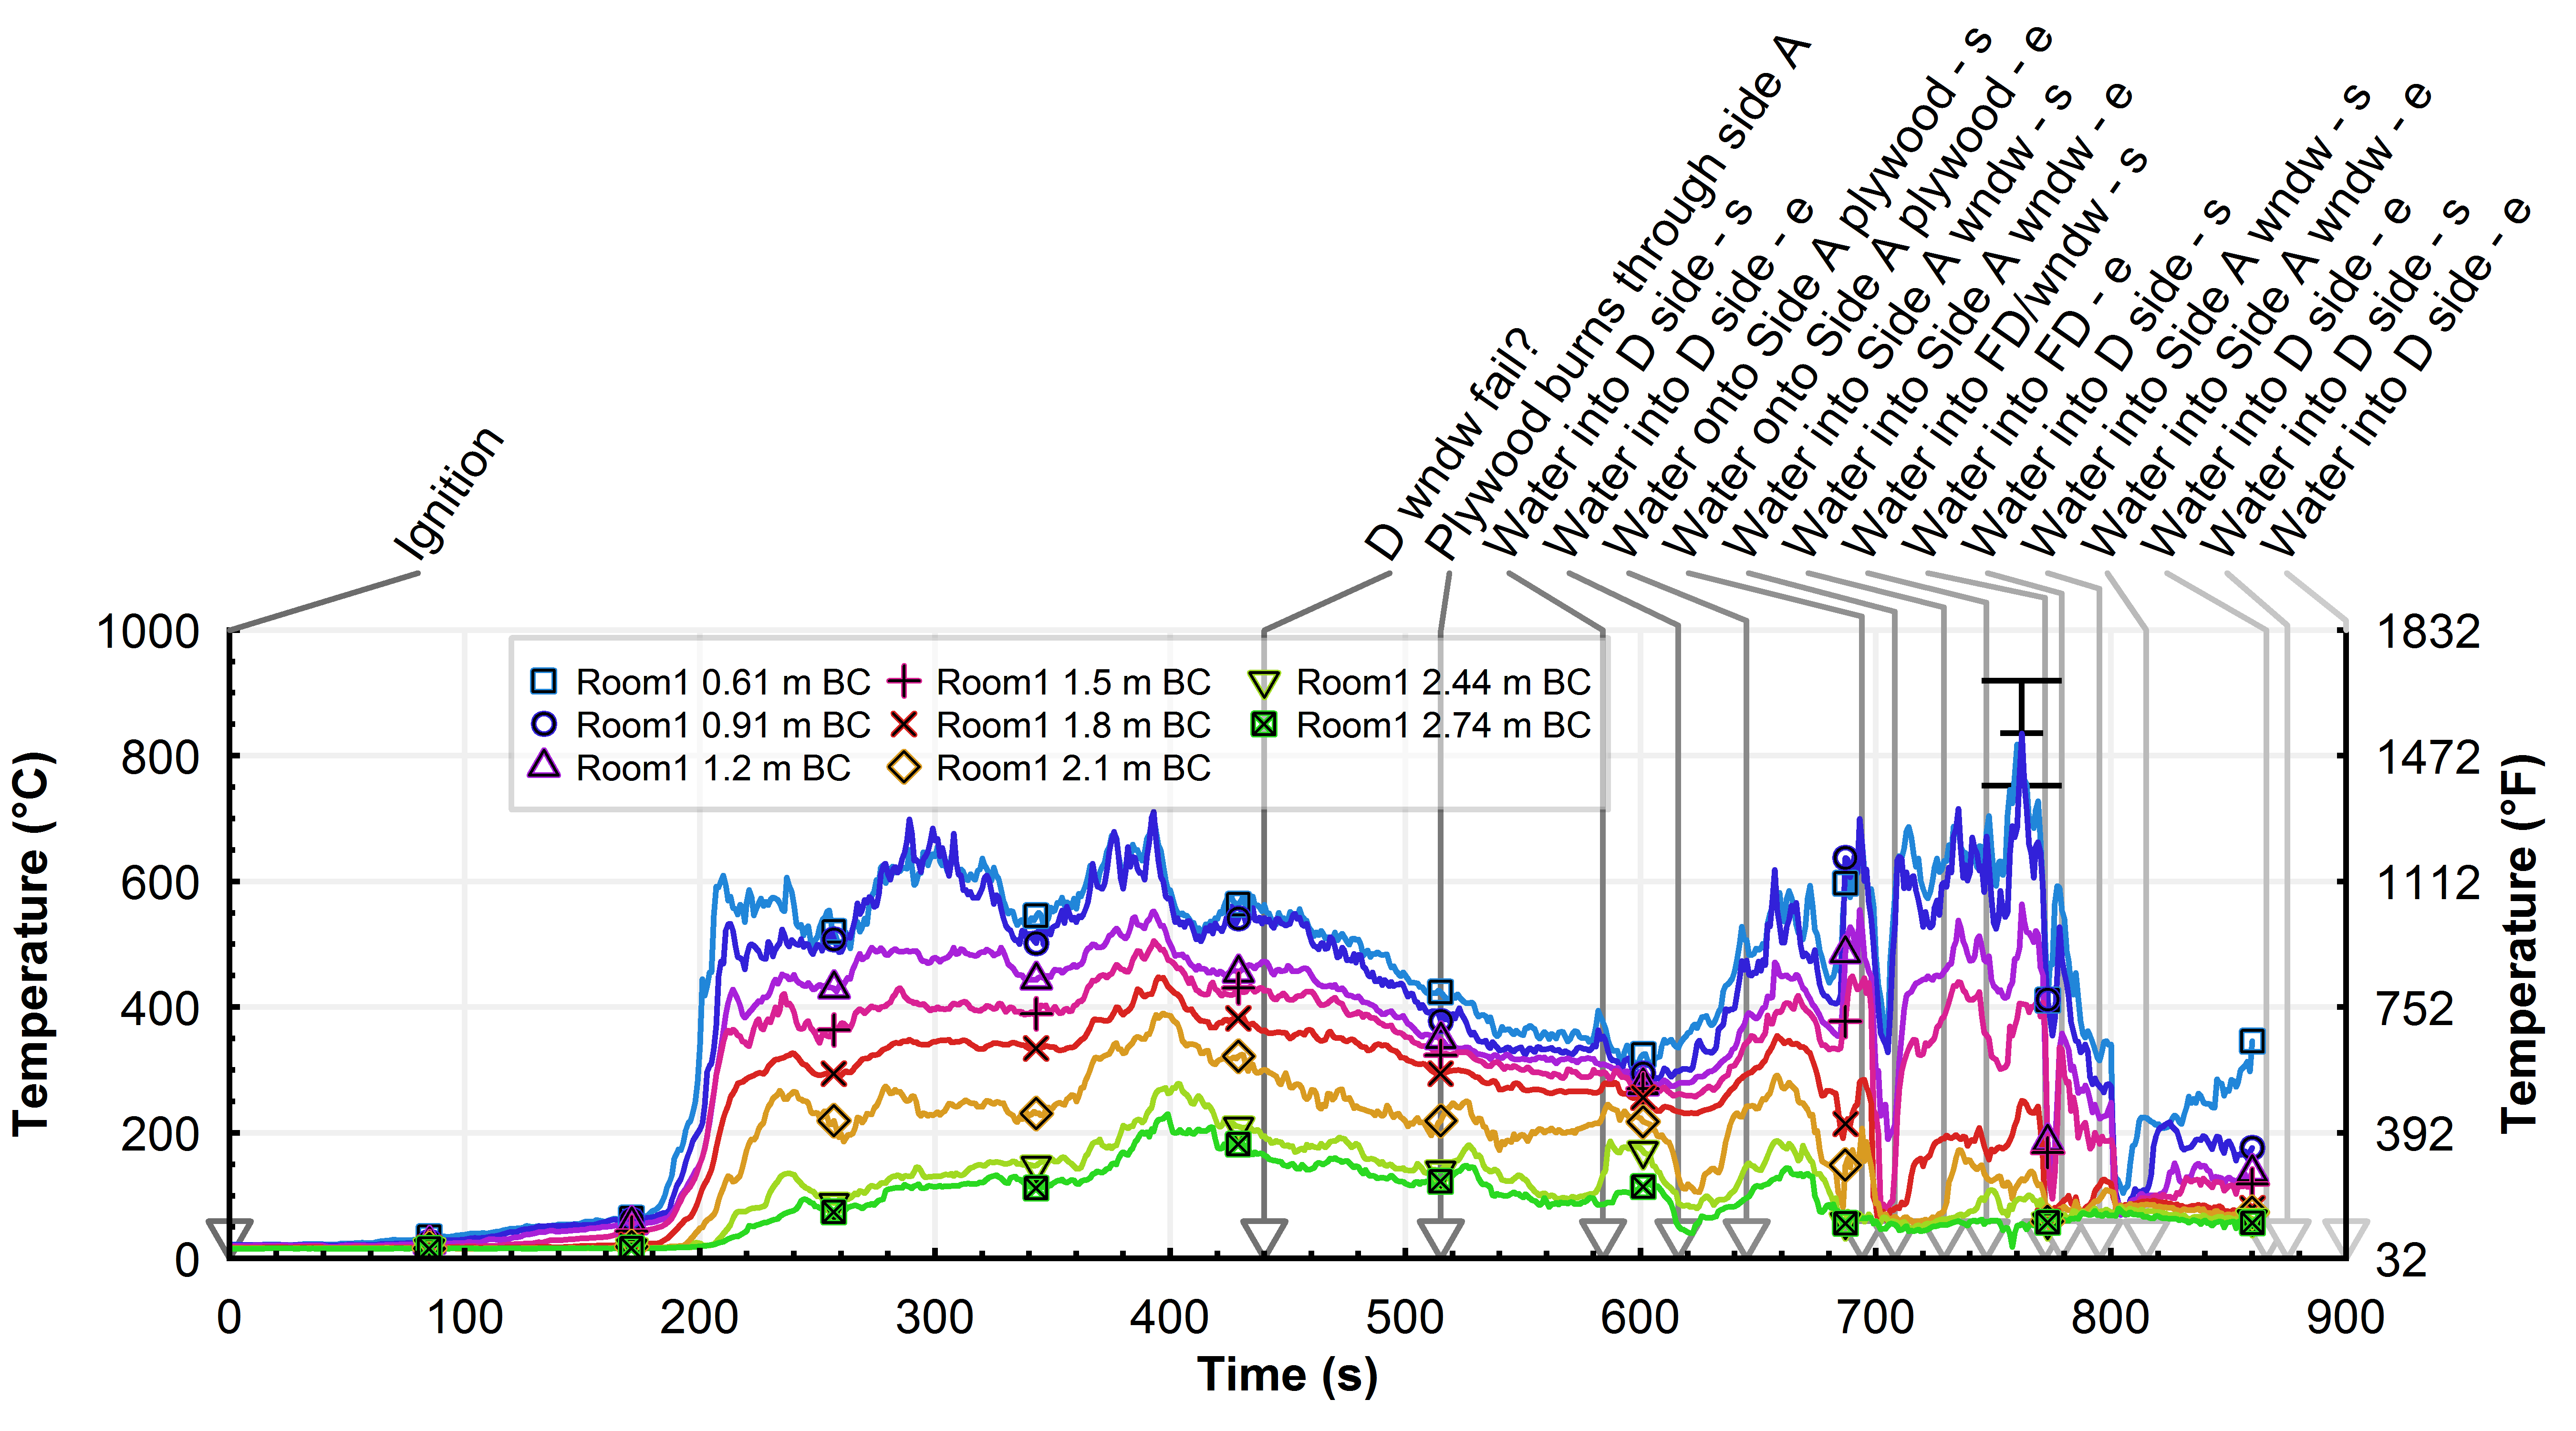 Ignition
D wndw fail?
Plywood burns through side A
Water into D side - s
Water into D side - e
Water onto Side A plywood - s
Water onto Side A plywood - e
Water into Side A wndw - s
Water into Side A wndw - e
Water into FD/wndw - s
Water into FD - e
Water into D side - s
Water into Side A wndw - s
Water into Side A wndw - e
Water into D side - e
Water into D side - s
Water into D side - e
1000
800
600
400
200
0
Temperature (°C)
Room1 0.61 m BC
Room1 0.91 m BC
Room1 1.2 m BC
Room1 1.5 m BC
Room1 1.8 m BC
Room1 2.1 m BC
Room1 2.44 m BC
Room1 2.74 m BC
1832
1472
1112
752
392
32
Temperature (°F)
0 100 200 300 400 500 600 700 800 900
Time (s)